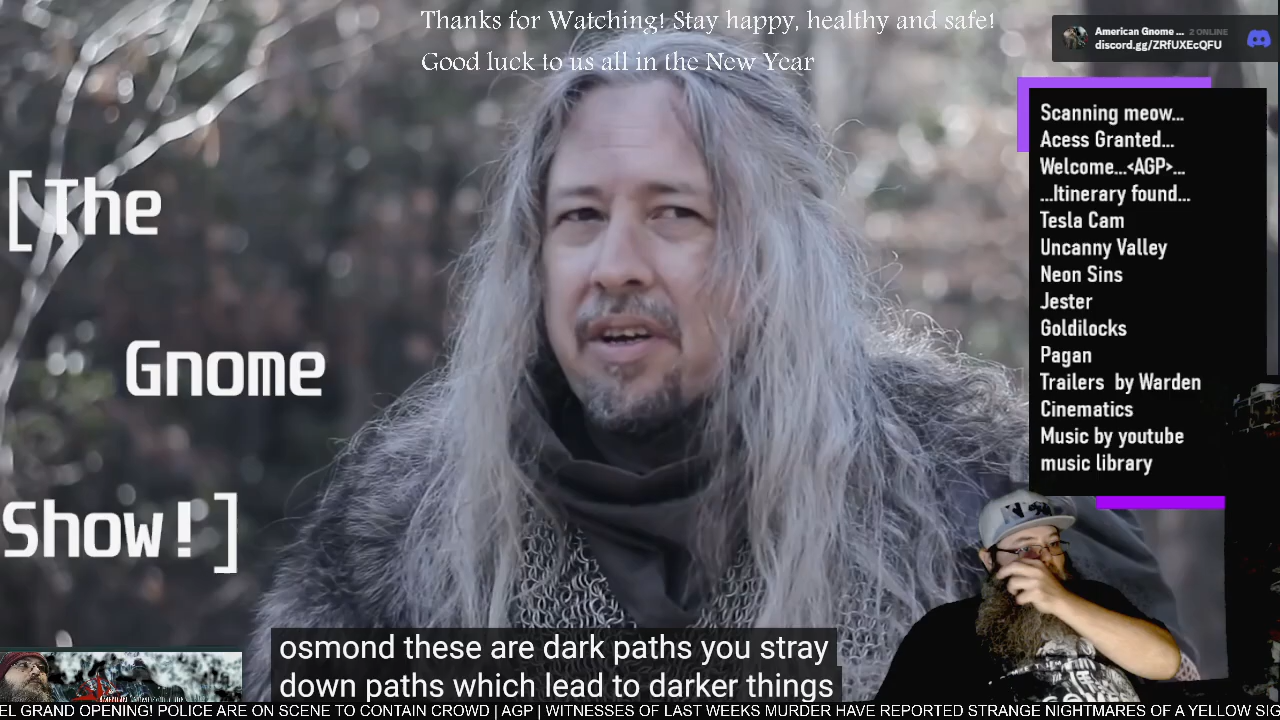 Thanks for Watching! Stay happy, healthy and safe!
Good luck to us all in the New Year
American Gnome ... 2 ONLINE
discord.gg/ZRfUXEcQFU
[The
Gnome
Show!]
Scanning meow...
Acess Granted...
Welcome...<AGP>...
...Itinerary found...
Tesla Cam
Uncanny Valley
Neon Sins
Jester
Goldilocks
Pagan
Trailers by Warden
Cinematics
Music by youtube
music library
osmond these are dark paths you stray
down paths which lead to darker things
EL GRAND OPENING! POLICE ARE ON SCENE TO CONTAIN CROWD | AGP | WITNESSES OF LAST WEEKS MURDER HAVE REPORTED STRANGE NIGHTMARES OF A YELLOW SIG